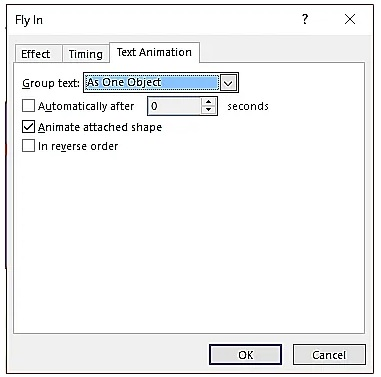 Fly In ?
Effect Timing Text Animation
Group text: As One Object
Automatically after 0 seconds
Animate attached shape
In reverse order
OK Cancel